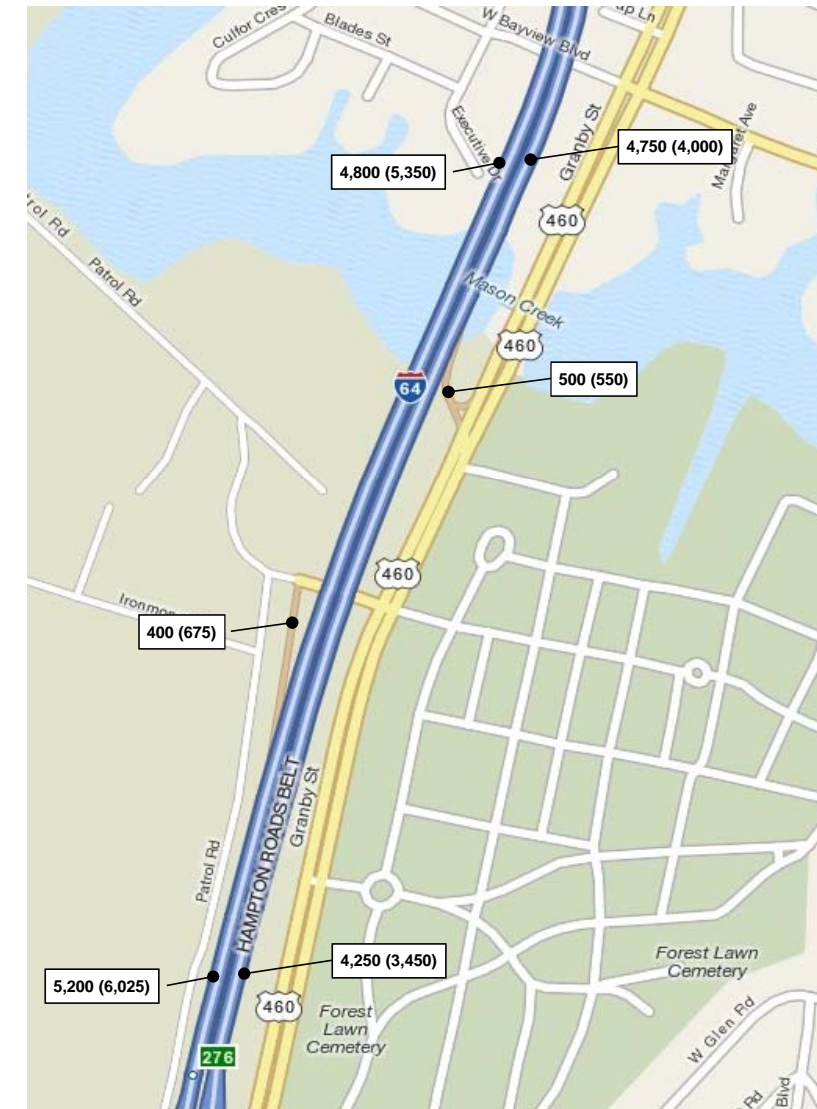 W Bayview Blvd
Culfor Cres
Blades St
Executive Dr
Granby St
Margaret Ave
4,800 (5,350)
4,750 (4,000)
460
Patrol Rd
Mason Creek
460
64
500 (550)
460
400 (675)
HAMPTON ROADS BELT
Granby St
Patrol Rd
5,200 (6,025)
4,250 (3,450)
460
Forest Lawn
Cemetery
Forest
Lawn
Cemetery
W Glen Rd
276
Rd
Blvd